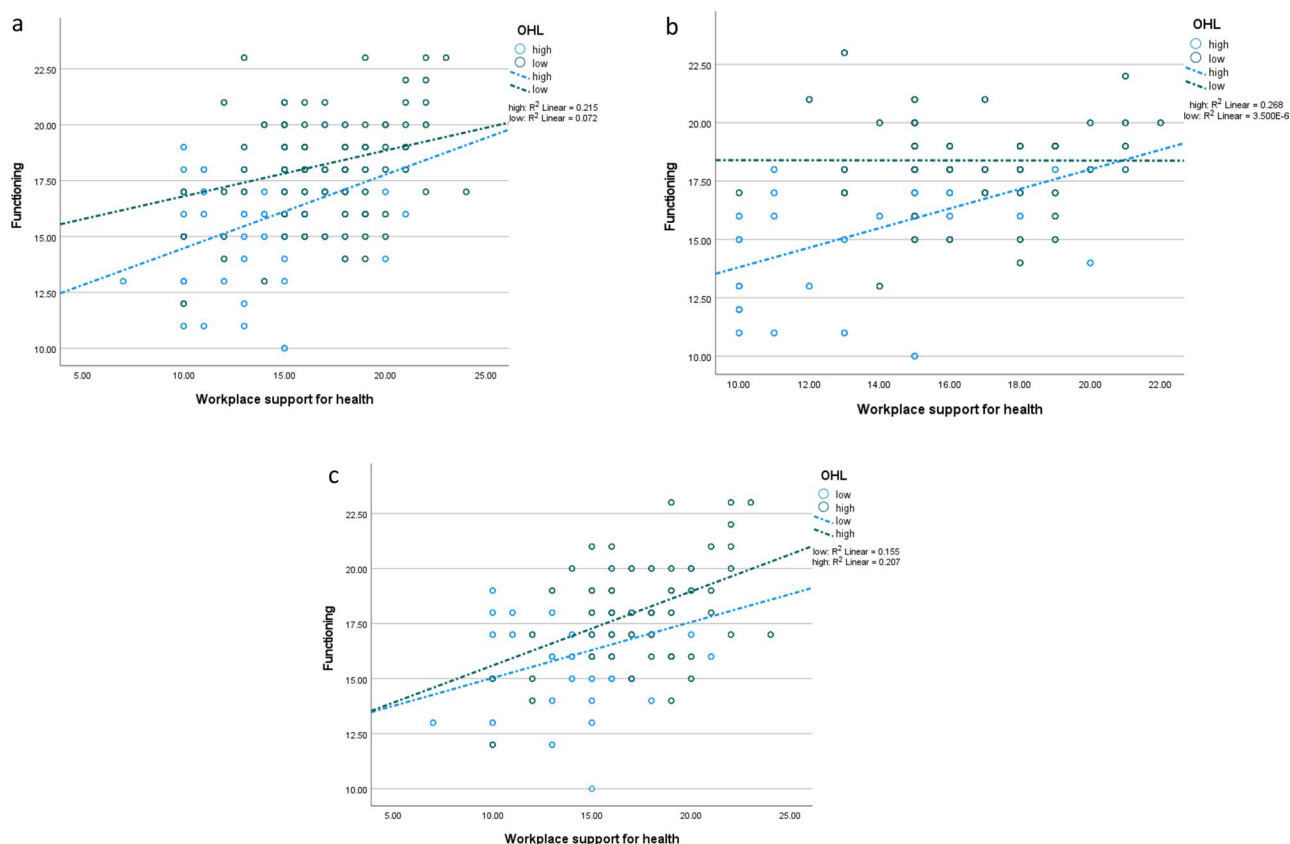 a
OHL
high
low
high
low
high: R² Linear = 0.215
low: R² Linear = 0.072
22.50
20.00
17.50
15.00
12.50
10.00
Functioning
5.00 10.00 15.00 20.00 25.00
Workplace support for health
b
OHL
high
low
high
low
high: R² Linear = 0.268
low: R² Linear = 3.500E-6
22.50
20.00
17.50
15.00
12.50
10.00
Functioning
10.00 12.00 14.00 16.00 18.00 20.00 22.00
Workplace support for health
c
OHL
low
high
low
high
low: R² Linear = 0.155
high: R² Linear = 0.207
22.50
20.00
17.50
15.00
12.50
10.00
Functioning
5.00 10.00 15.00 20.00 25.00
Workplace support for health